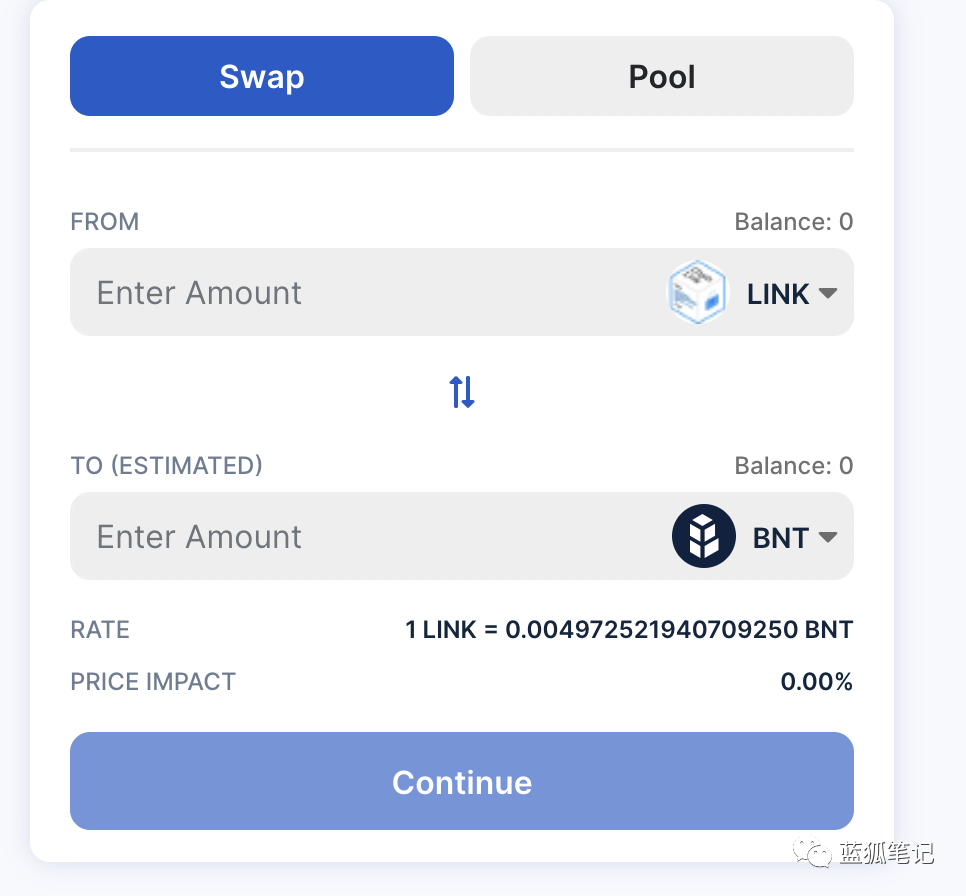 Swap Pool
FROM Balance: 0
Enter Amount LINK
TO (ESTIMATED) Balance: 0
Enter Amount BNT
RATE 1 LINK = 0.004972521940709250 BNT
PRICE IMPACT 0.00%
Continue
蓝狐笔记